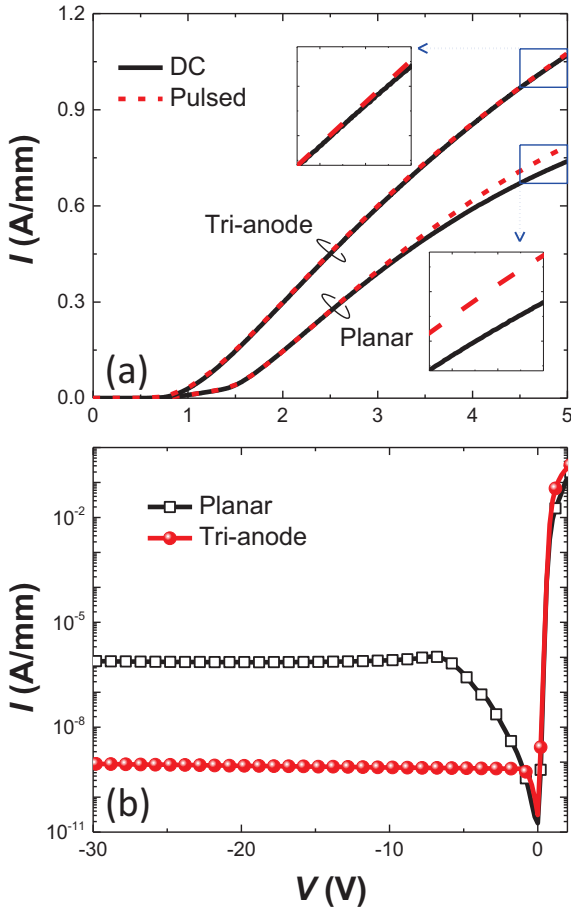 1.2
0.9
0.6
0.3
0.0
I (A/mm)
DC
Pulsed
Tri-anode
Planar
(a)
0 1 2 3 4 5
10-2
10-6
10-8
10-11
I (A/mm)
Planar
Tri-anode
(b)
-30 -20 -10 0
V (V)